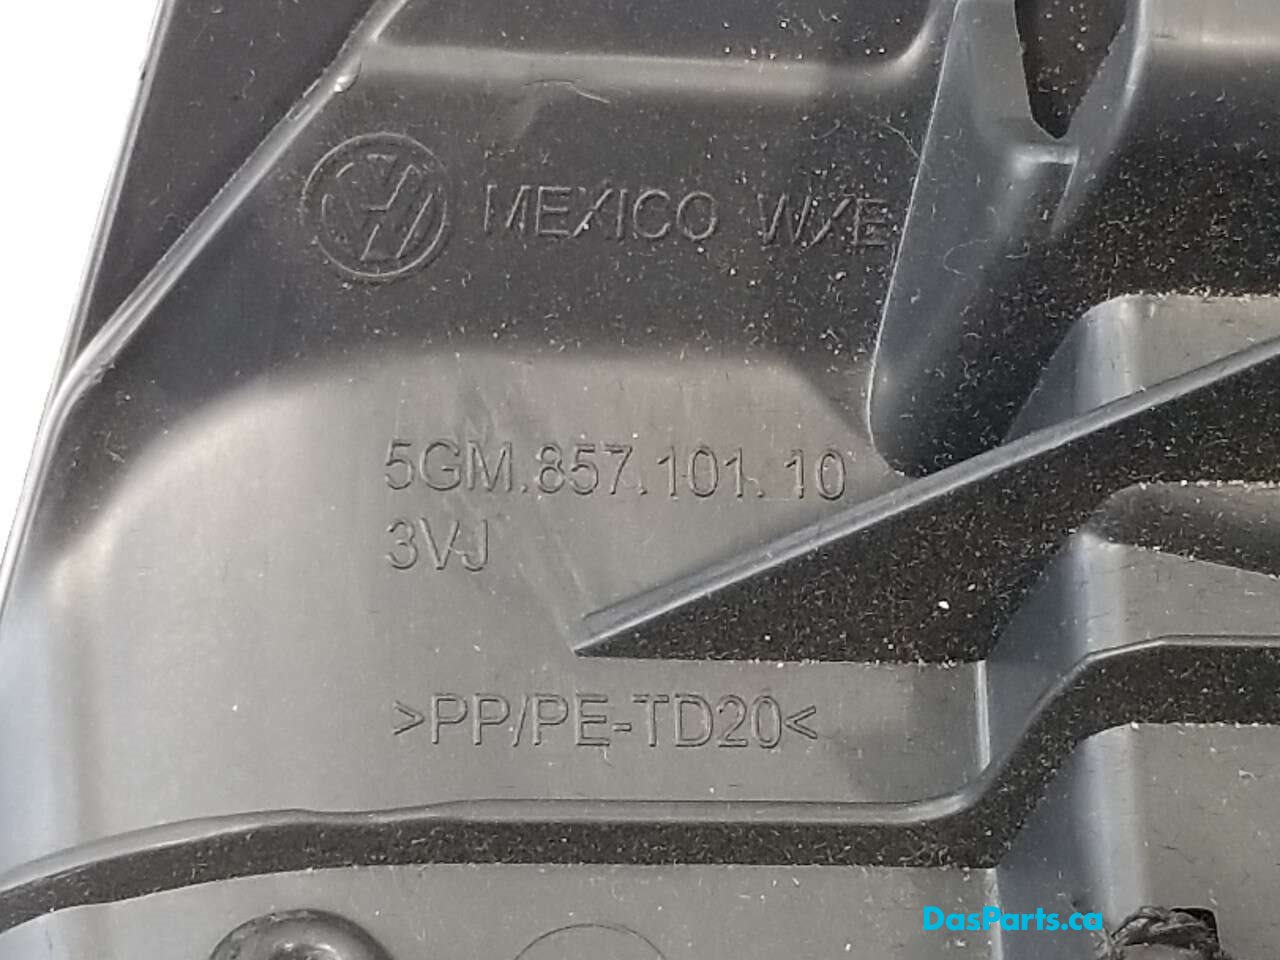 MEXICO WXE
5GM.857.101.10
3VJ
>PP/PE-TD20<
DasParts.ca